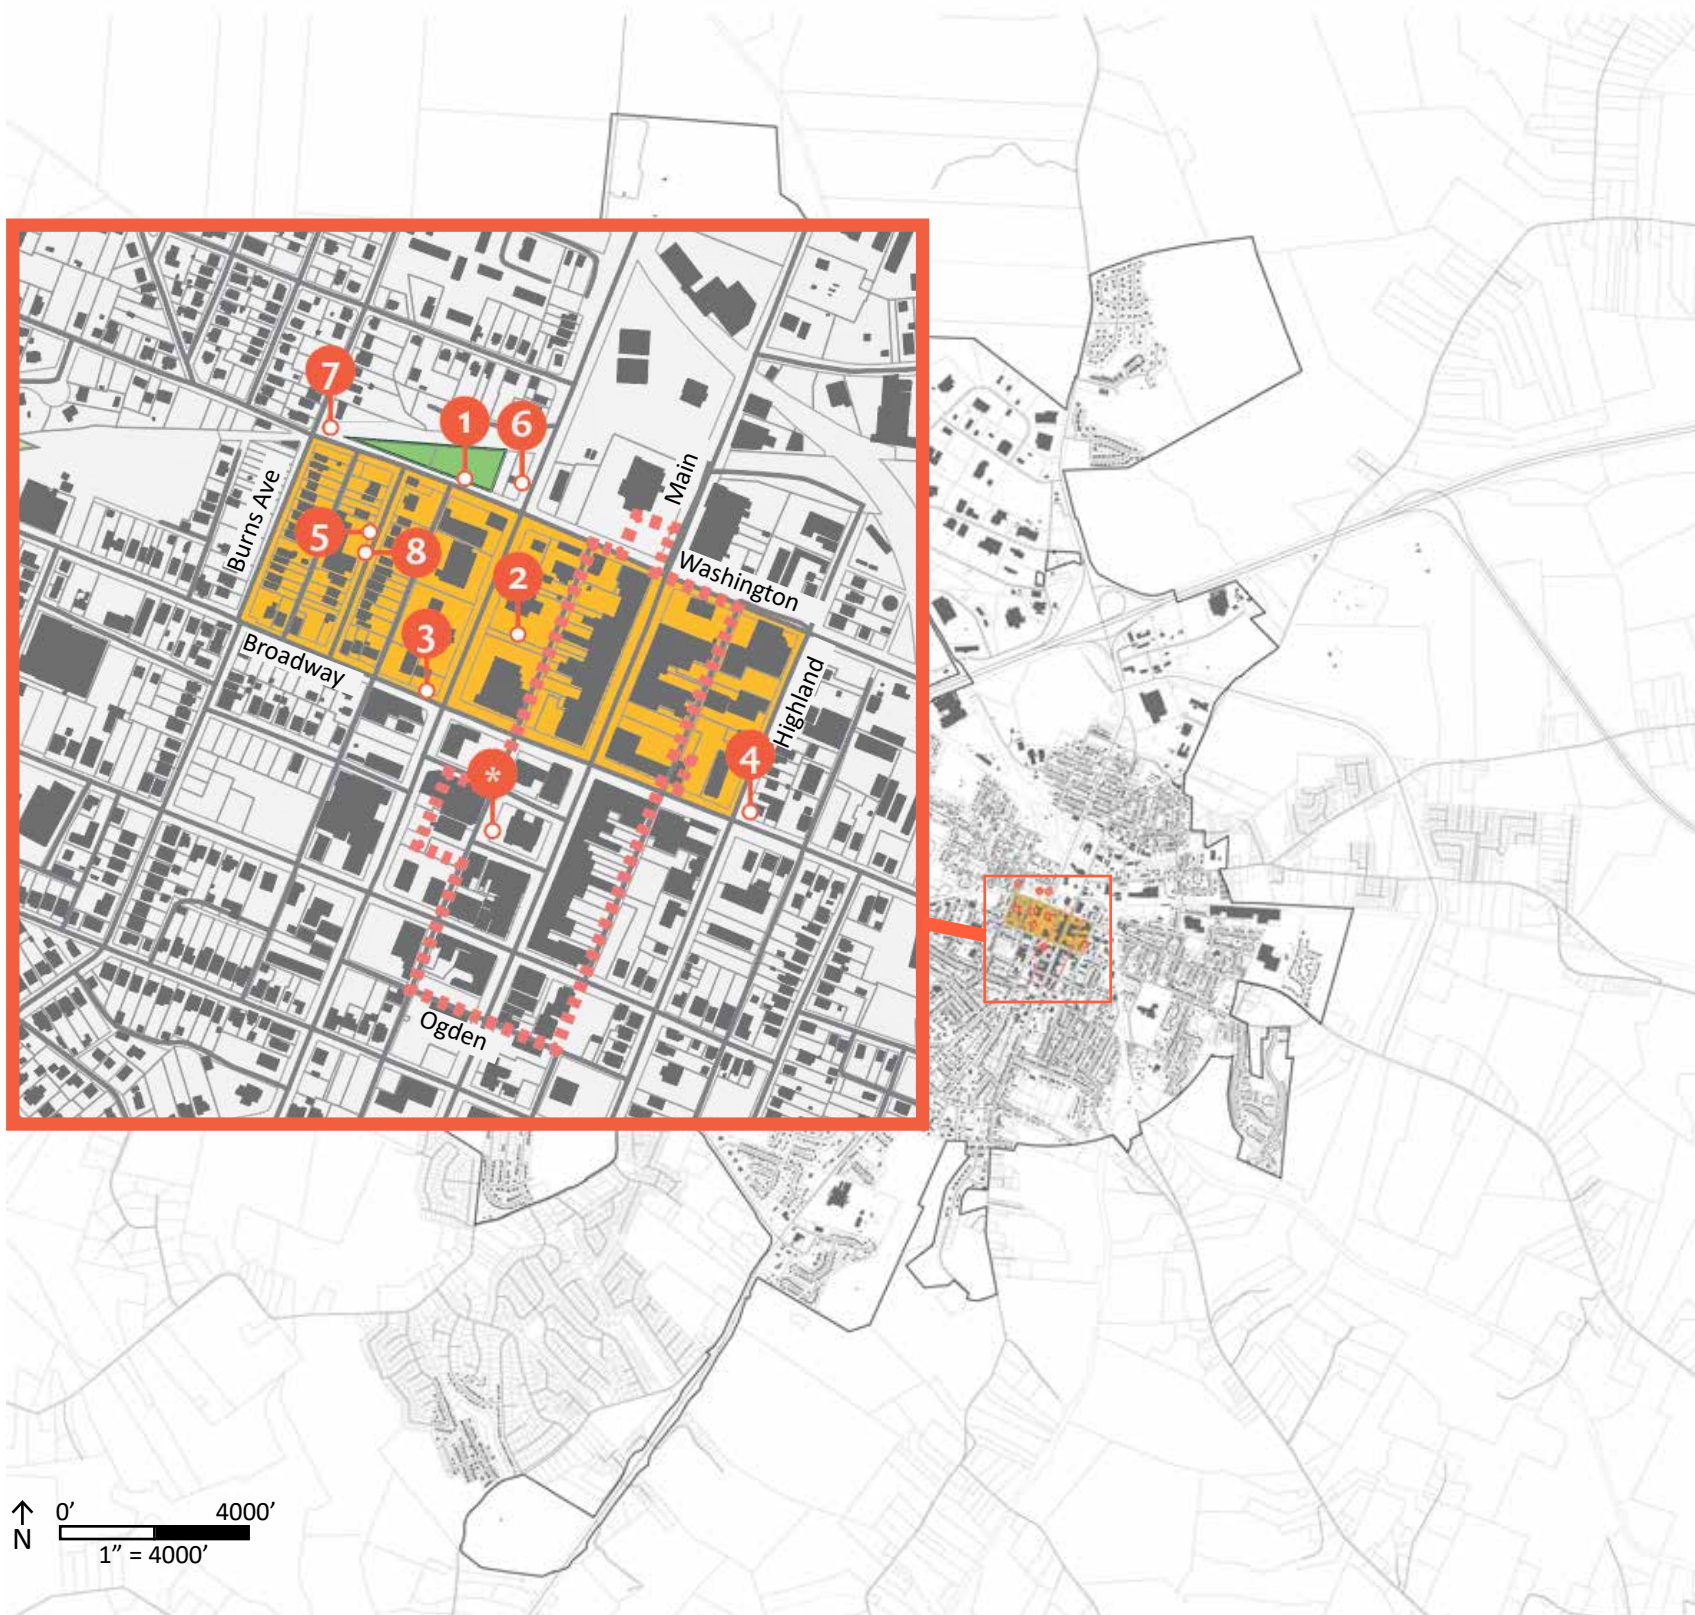 7
1
6
Main
Burns Ave
5
8
2
Washington
3
Broadway
Highland
4
*
Ogden
↑
N
0’ 4000’
1” = 4000’